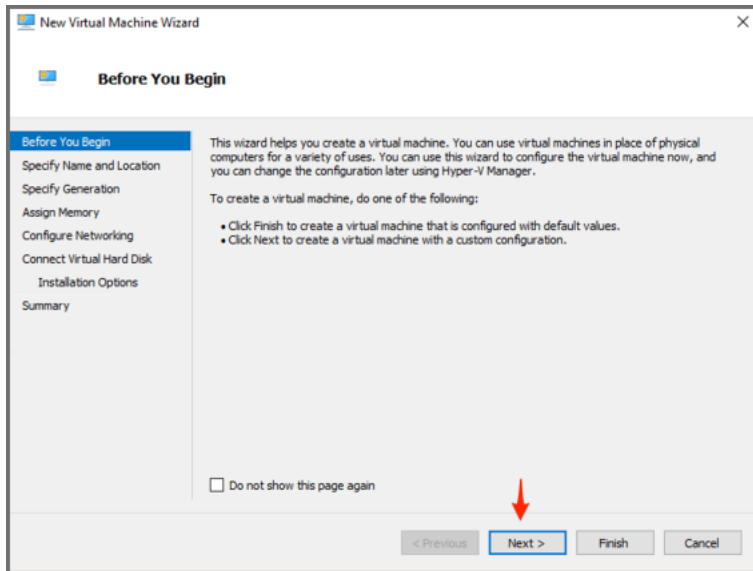 New Virtual Machine Wizard
Before You Begin
Before You Begin
Specify Name and Location
Specify Generation
Assign Memory
Configure Networking
Connect Virtual Hard Disk
Installation Options
Summary
This wizard helps you create a virtual machine. You can use virtual machines in place of physical
computers for a variety of uses. You can use this wizard to configure the virtual machine now, and
you can change the configuration later using Hyper-V Manager.
To create a virtual machine, do one of the following:
• Click Finish to create a virtual machine that is configured with default values.
• Click Next to create a virtual machine with a custom configuration.
Do not show this page again
< Previous
Next >
Finish
Cancel